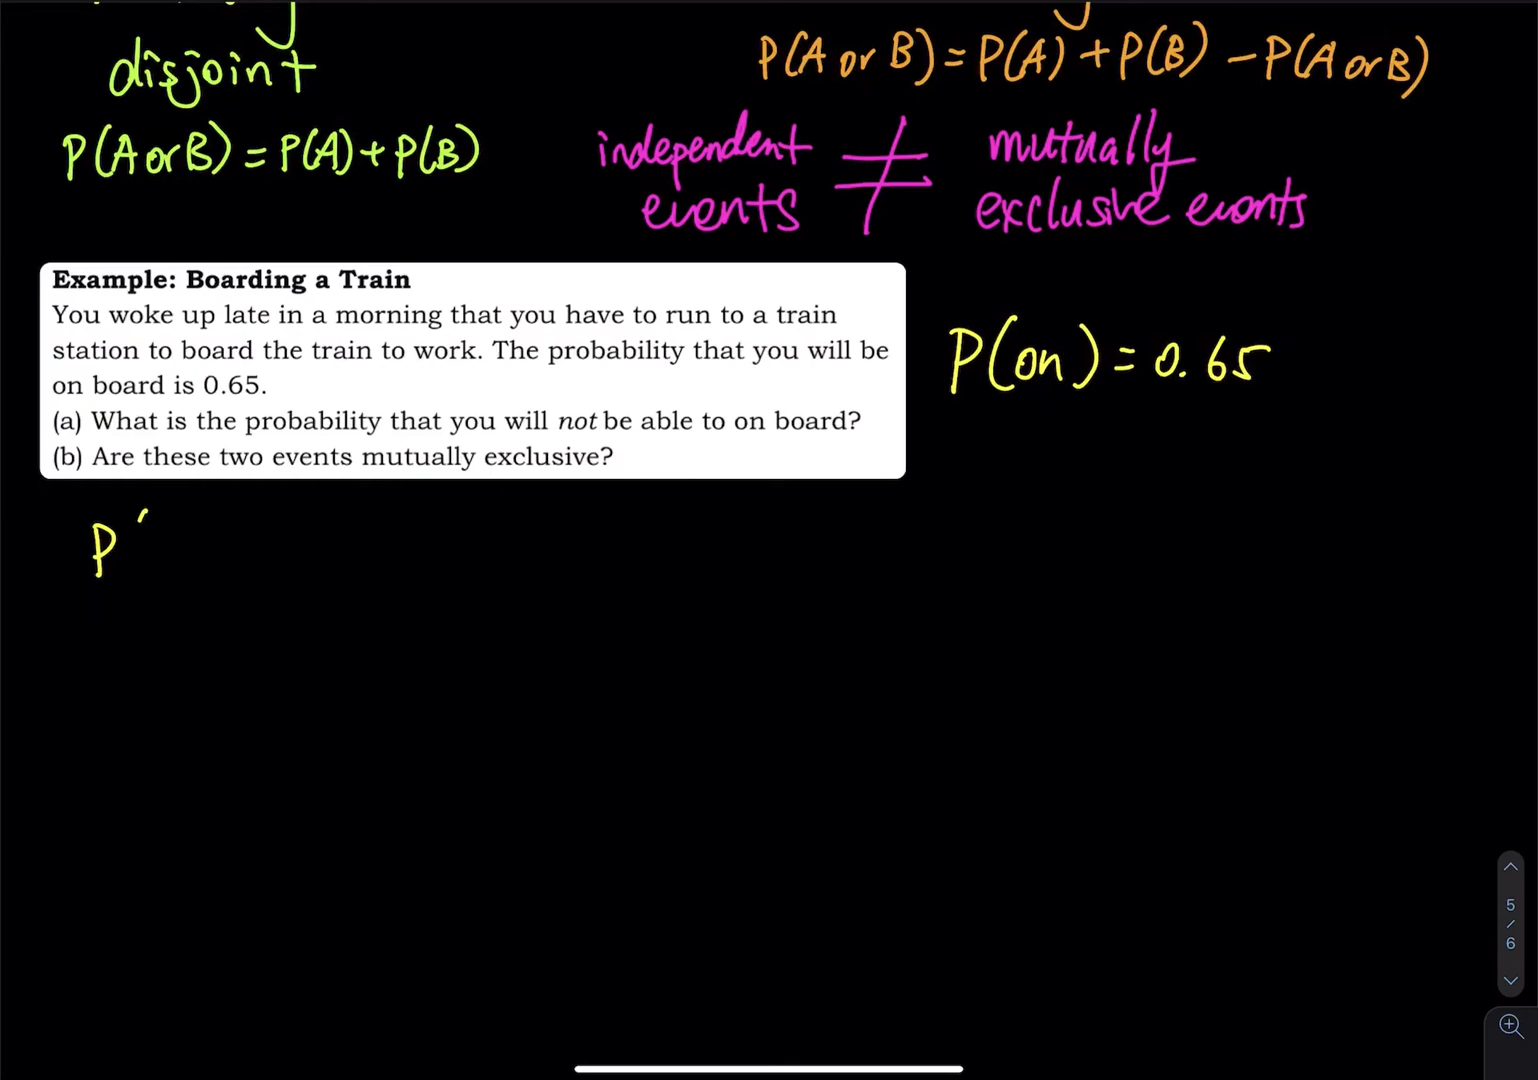 disjoint
P(A or B) = P(A) + P(B)
P(A or B) = P(A) + P(B) - P(A or B)
independent events ≠ mutually exclusive events
Example: Boarding a Train
You woke up late in a morning that you have to run to a train
station to board the train to work. The probability that you will be
on board is 0.65.
(a) What is the probability that you will not be able to on board?
(b) Are these two events mutually exclusive?
P(on) = 0.65
P
5
/
6